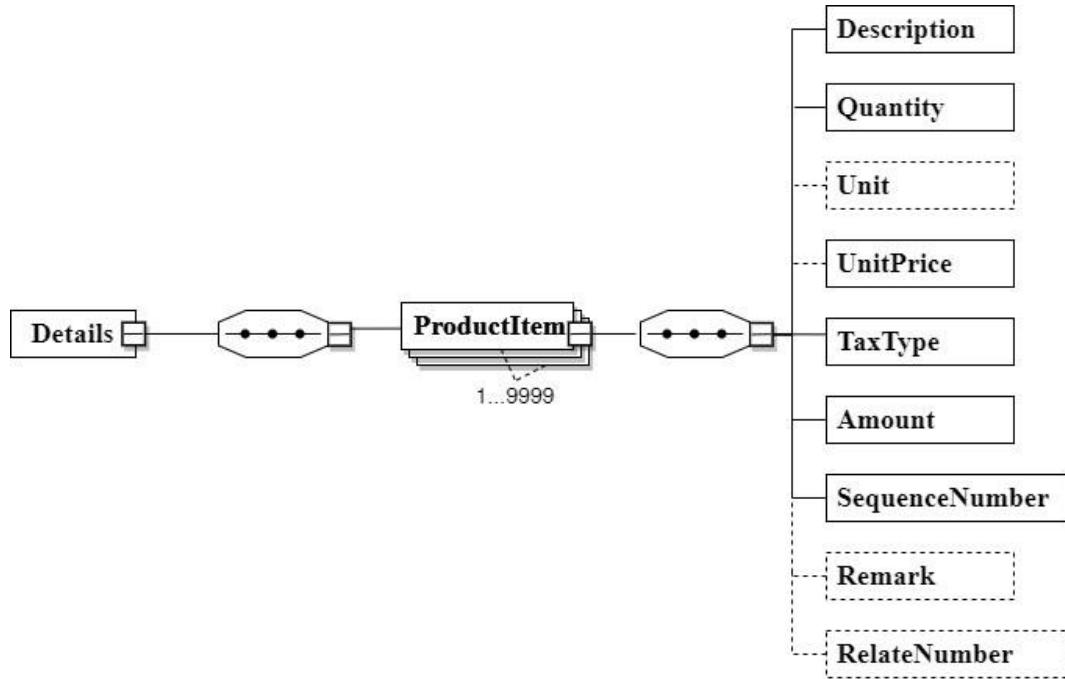 Description
Quantity
Unit
UnitPrice
Details
ProductItem
1...9999
TaxType
Amount
SequenceNumber
Remark
RelateNumber